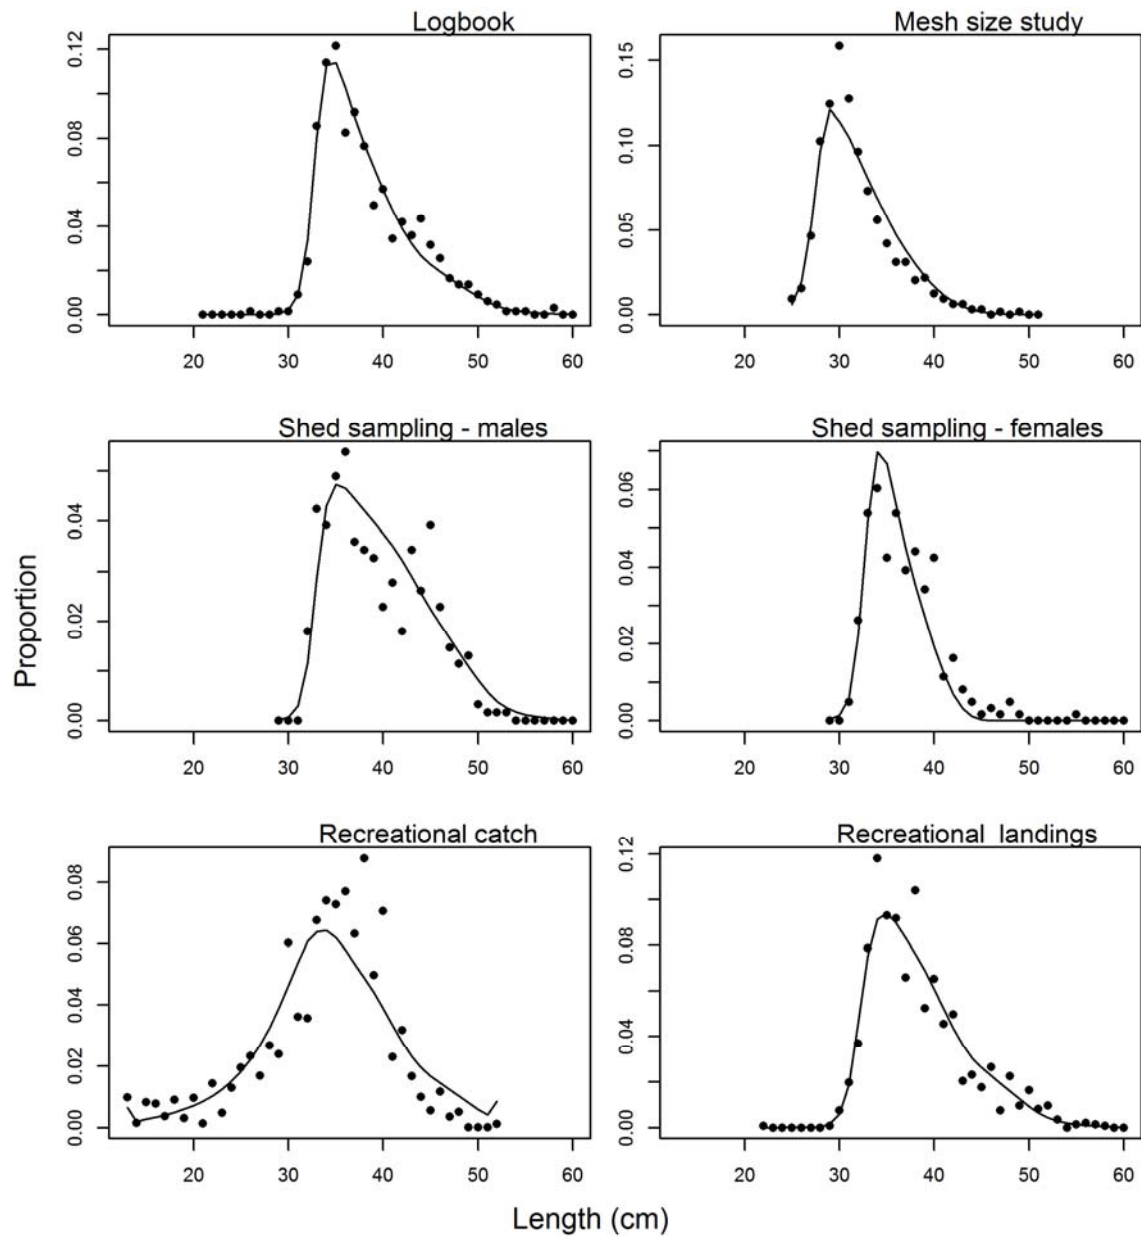 Logbook
0.00 0.04 0.08 0.12
20 30 40 50 60
Mesh size study
0.00 0.05 0.10 0.15
20 30 40 50 60
Shed sampling - males
0.00 0.02 0.04
20 30 40 50 60
Shed sampling - females
0.00 0.02 0.04 0.06
20 30 40 50 60
Recreational catch
0.00 0.02 0.04 0.06 0.08
20 30 40 50 60
Recreational landings
0.00 0.04 0.08 0.12
20 30 40 50 60
Proportion
Length (cm)